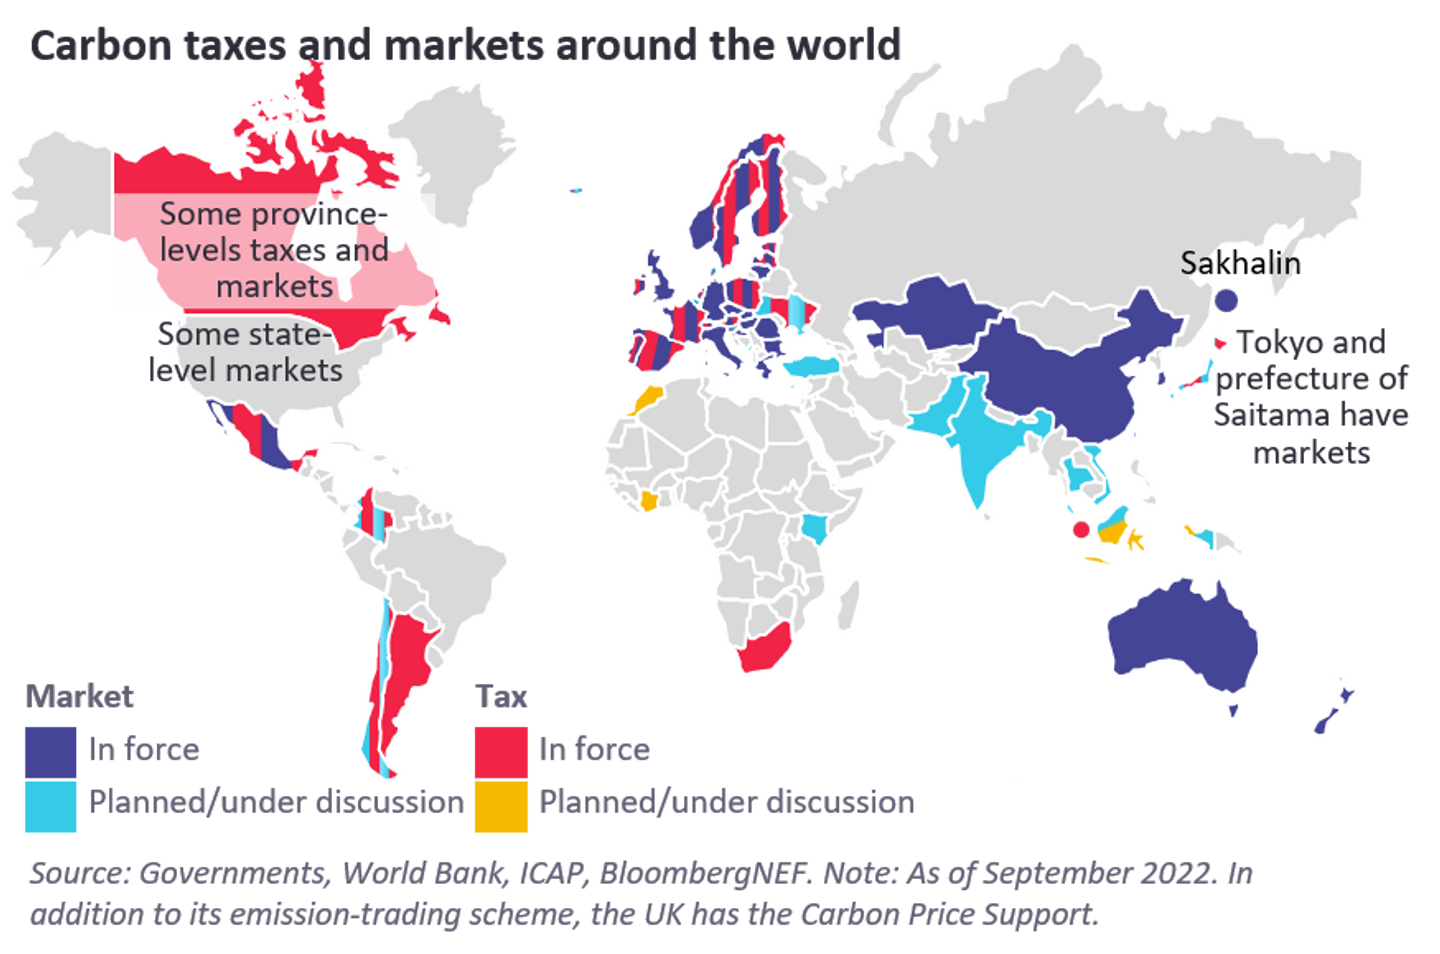 Carbon taxes and markets around the world
Some province-
levels taxes and
markets
Some state-
level markets
Sakhalin
Tokyo and
prefecture of
Saitama have
markets
Market
In force
Planned/under discussion
Tax
In force
Planned/under discussion
Source: Governments, World Bank, ICAP, BloombergNEF. Note: As of September 2022. In
addition to its emission-trading scheme, the UK has the Carbon Price Support.